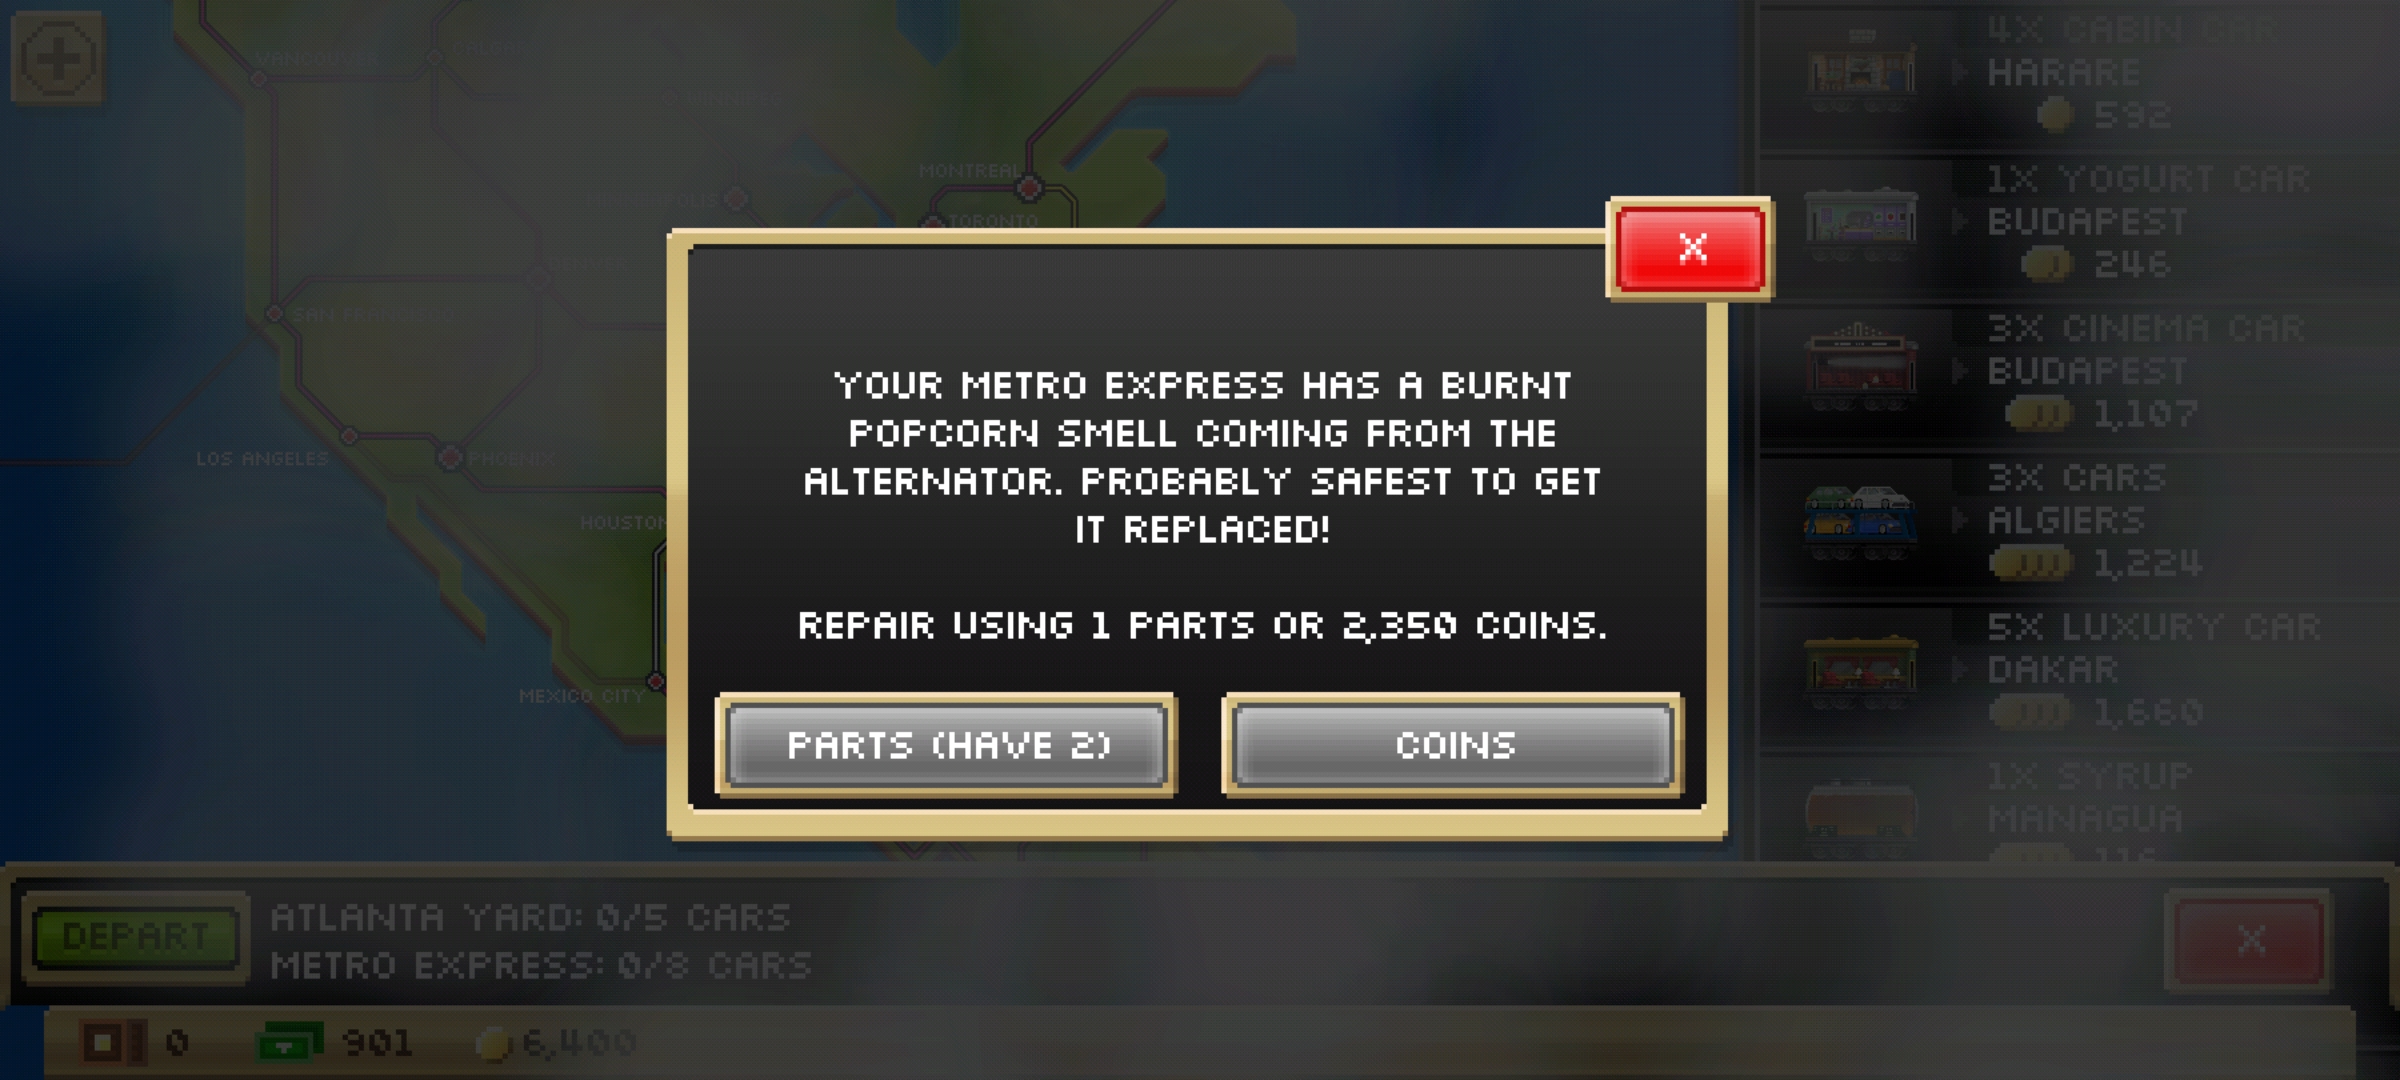 VANCOUVER
MONTREAL
TORONTO
MINNEAPOLIS
DENVER
SAN FRANCISCO
LOS ANGELES
PHOENIX
HOUSTON
MEXICO CITY
X
YOUR METRO EXPRESS HAS A BURNT
POPCORN SMELL COMING FROM THE
ALTERNATOR. PROBABLY SAFEST TO GET
IT REPLACED!
REPAIR USING 1 PARTS OR 2,350 COINS.
PARTS (HAVE 2)
COINS
4X CABIN CAR
HARARE
592
1X YOGURT CAR
BUDAPEST
246
3X CINEMA CAR
BUDAPEST
1,107
3X CARS
ALGIERS
1,224
5X LUXURY CAR
DAKAR
1,660
1X SYRUP
MANAGUA
116
DEPART
ATLANTA YARD: 0/5 CARS
METRO EXPRESS: 0/8 CARS
X
0
901
6,400